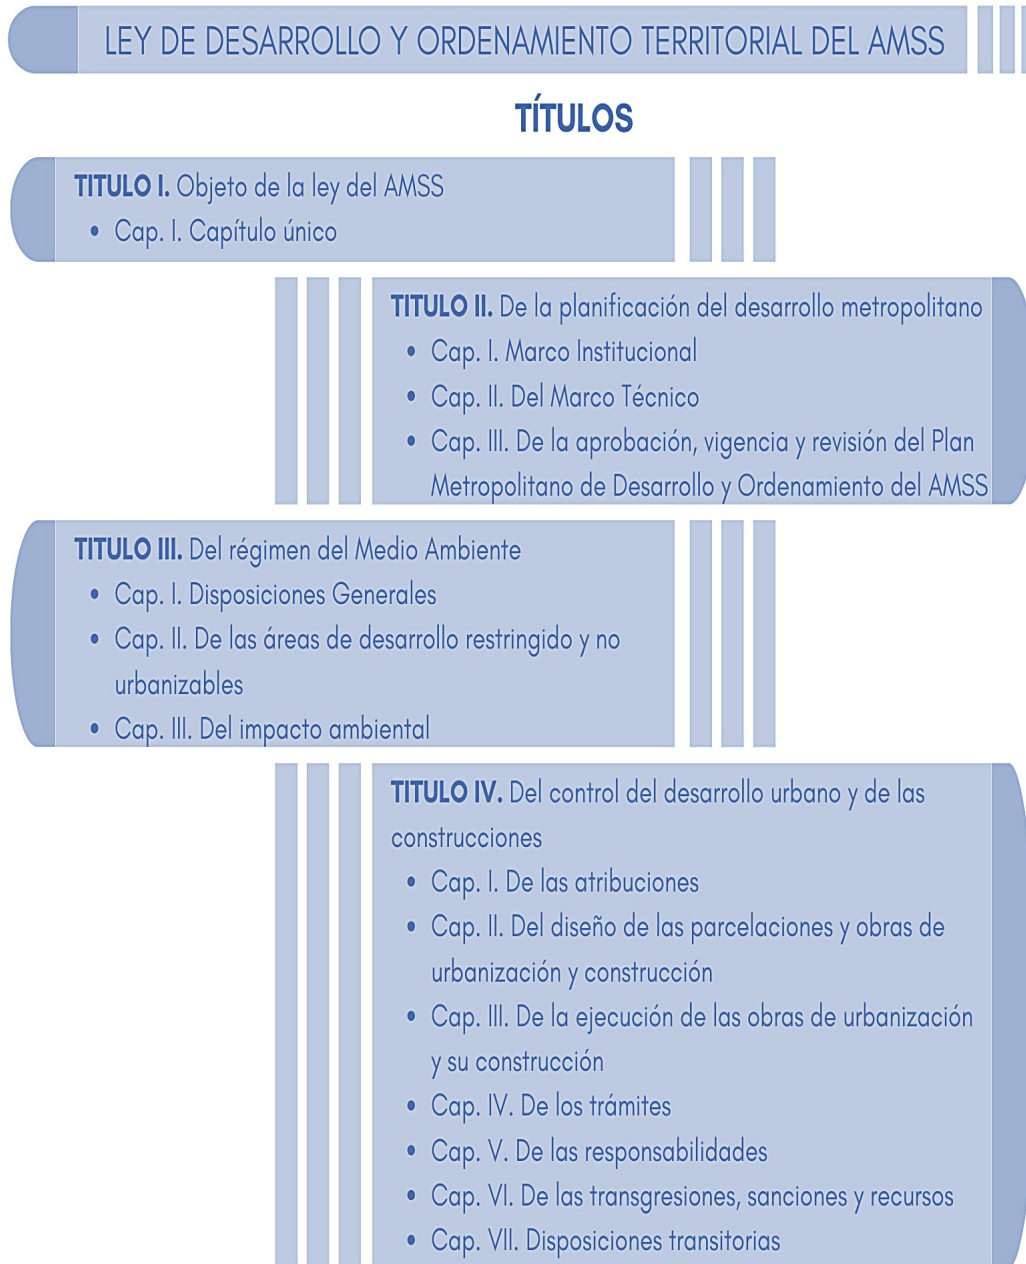 LEY DE DESARROLLO Y ORDENAMIENTO TERRITORIAL DEL AMSS
TÍTULOS
TITULO I. Objeto de la ley del AMSS
• Cap. I. Capítulo único
TITULO II. De la planificación del desarrollo metropolitano
• Cap. I. Marco Institucional
• Cap. II. Del Marco Técnico
• Cap. III. De la aprobación, vigencia y revisión del Plan
Metropolitano de Desarrollo y Ordenamiento del AMSS
TITULO III. Del régimen del Medio Ambiente
• Cap. I. Disposiciones Generales
• Cap. II. De las áreas de desarrollo restringido y no
urbanizables
• Cap. III. Del impacto ambiental
TITULO IV. Del control del desarrollo urbano y de las
construcciones
• Cap. I. De las atribuciones
• Cap. II. Del diseño de las parcelaciones y obras de
urbanización y construcción
• Cap. III. De la ejecución de las obras de urbanización
y su construcción
• Cap. IV. De los trámites
• Cap. V. De las responsabilidades
• Cap. VI. De las transgresiones, sanciones y recursos
• Cap. VII. Disposiciones transitorias